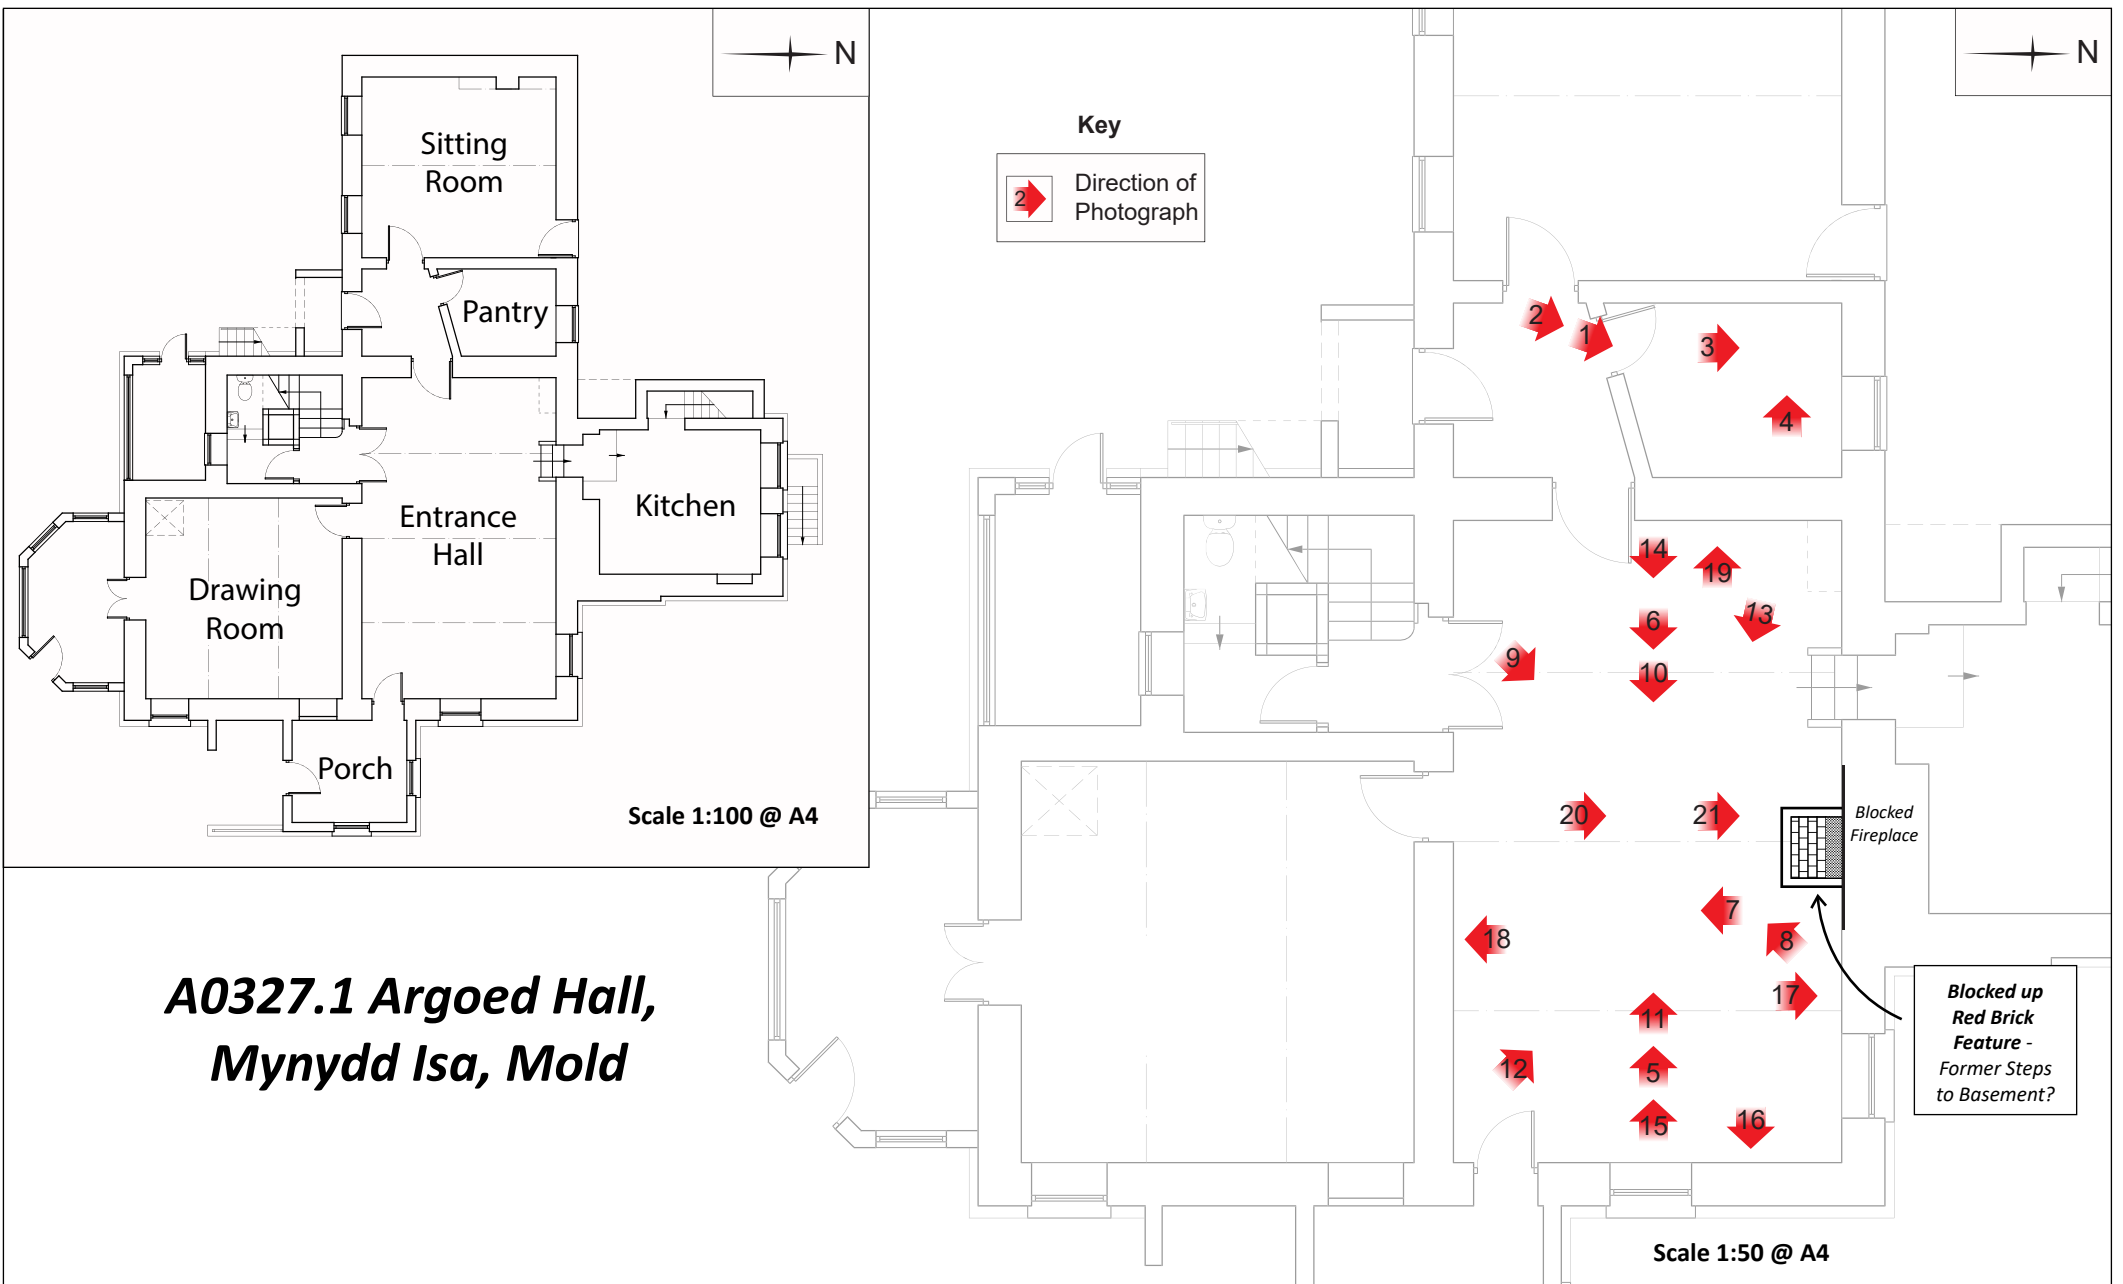 N
Sitting
Room
Pantry
Entrance
Hall
Kitchen
Drawing
Room
Porch
Scale 1:100 @ A4
A0327.1 Argoed Hall,
Mynydd Isa, Mold
Key
2
Direction of
Photograph
N
2
1
3
4
14
19
6
13
9
10
20
21
Blocked
Fireplace
7
18
8
17
11
12
5
15
16
Blocked up
Red Brick
Feature -
Former Steps
to Basement?
Scale 1:50 @ A4